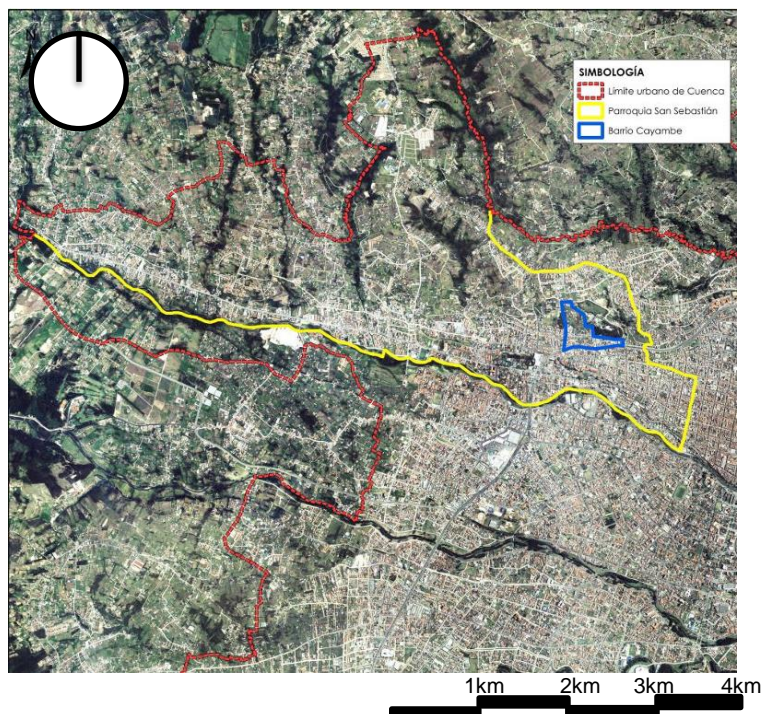 N
SIMBOLOGÍA
Límite urbano de Cuenca
Parroquia San Sebastián
Barrio Cayambe
1km 2km 3km 4km